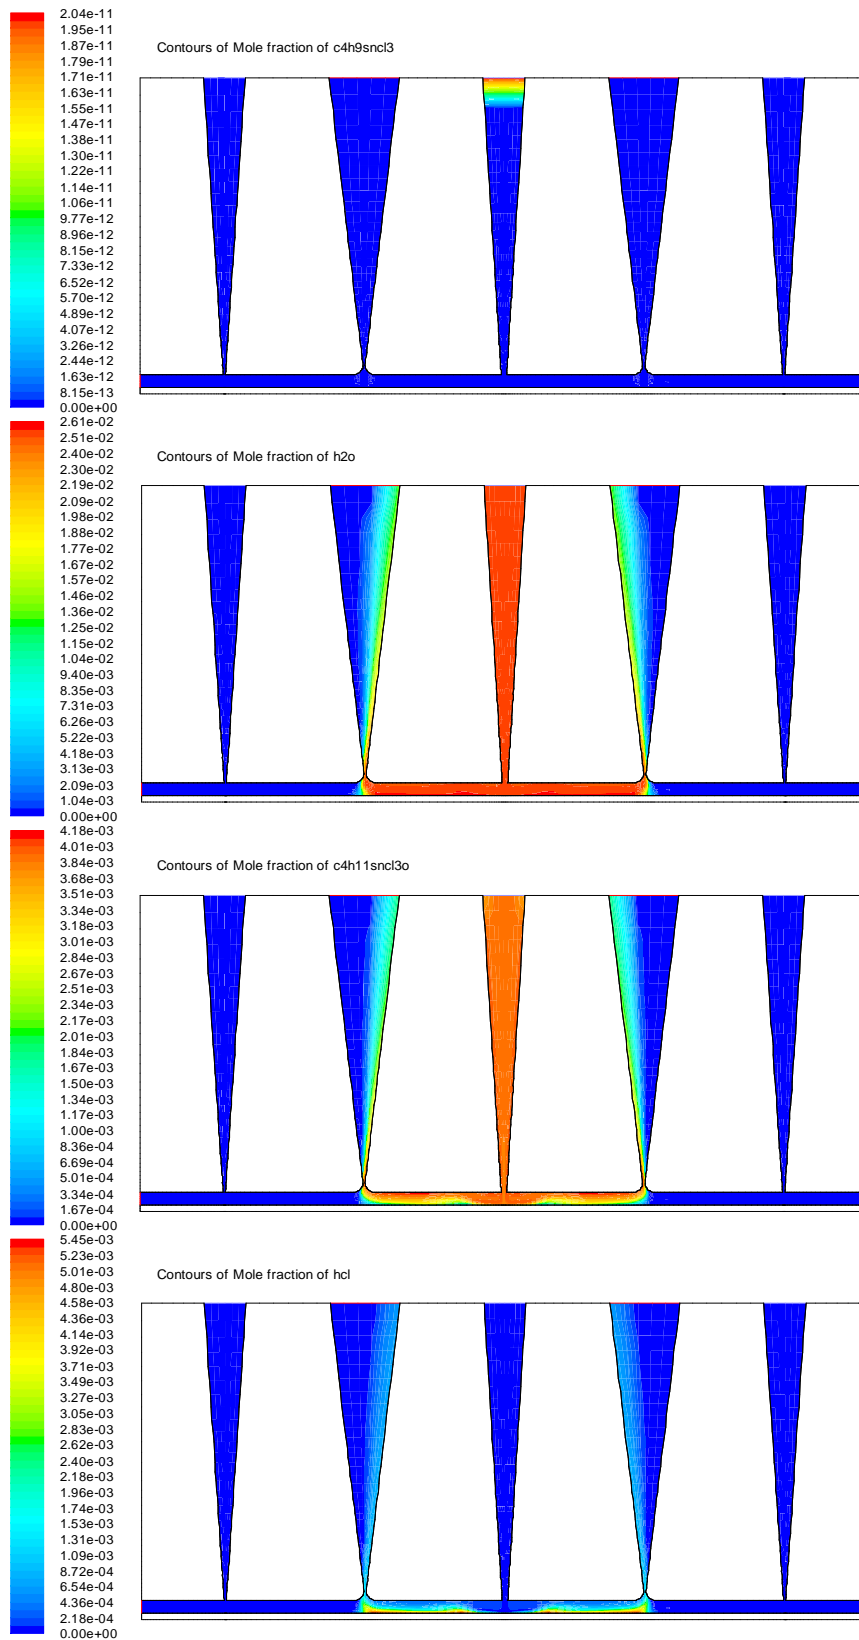 2.04e-11
1.95e-11
1.87e-11
1.79e-11
1.71e-11
1.63e-11
1.55e-11
1.47e-11
1.38e-11
1.30e-11
1.22e-11
1.14e-11
1.06e-11
9.77e-12
8.96e-12
8.15e-12
7.33e-12
6.52e-12
5.70e-12
4.89e-12
4.07e-12
3.26e-12
2.44e-12
1.63e-12
8.15e-13
0.00e+00
Contours of Mole fraction of c4h9sncl3
2.61e-02
2.51e-02
2.40e-02
2.30e-02
2.19e-02
2.09e-02
1.98e-02
1.88e-02
1.77e-02
1.67e-02
1.57e-02
1.46e-02
1.36e-02
1.25e-02
1.15e-02
1.04e-02
9.40e-03
8.35e-03
7.31e-03
6.26e-03
5.22e-03
4.18e-03
3.13e-03
2.09e-03
1.04e-03
0.00e+00
Contours of Mole fraction of h2o
4.18e-03
4.01e-03
3.84e-03
3.68e-03
3.51e-03
3.34e-03
3.18e-03
3.01e-03
2.84e-03
2.67e-03
2.51e-03
2.34e-03
2.17e-03
2.01e-03
1.84e-03
1.67e-03
1.50e-03
1.34e-03
1.17e-03
1.00e-03
8.36e-04
6.69e-04
5.01e-04
3.34e-04
1.67e-04
0.00e+00
Contours of Mole fraction of c4h11sncl3o
5.45e-03
5.23e-03
5.01e-03
4.80e-03
4.58e-03
4.36e-03
4.14e-03
3.92e-03
3.71e-03
3.49e-03
3.27e-03
3.05e-03
2.83e-03
2.62e-03
2.40e-03
2.18e-03
1.96e-03
1.74e-03
1.53e-03
1.31e-03
1.09e-03
8.72e-04
6.54e-04
4.36e-04
2.18e-04
0.00e+00
Contours of Mole fraction of hcl